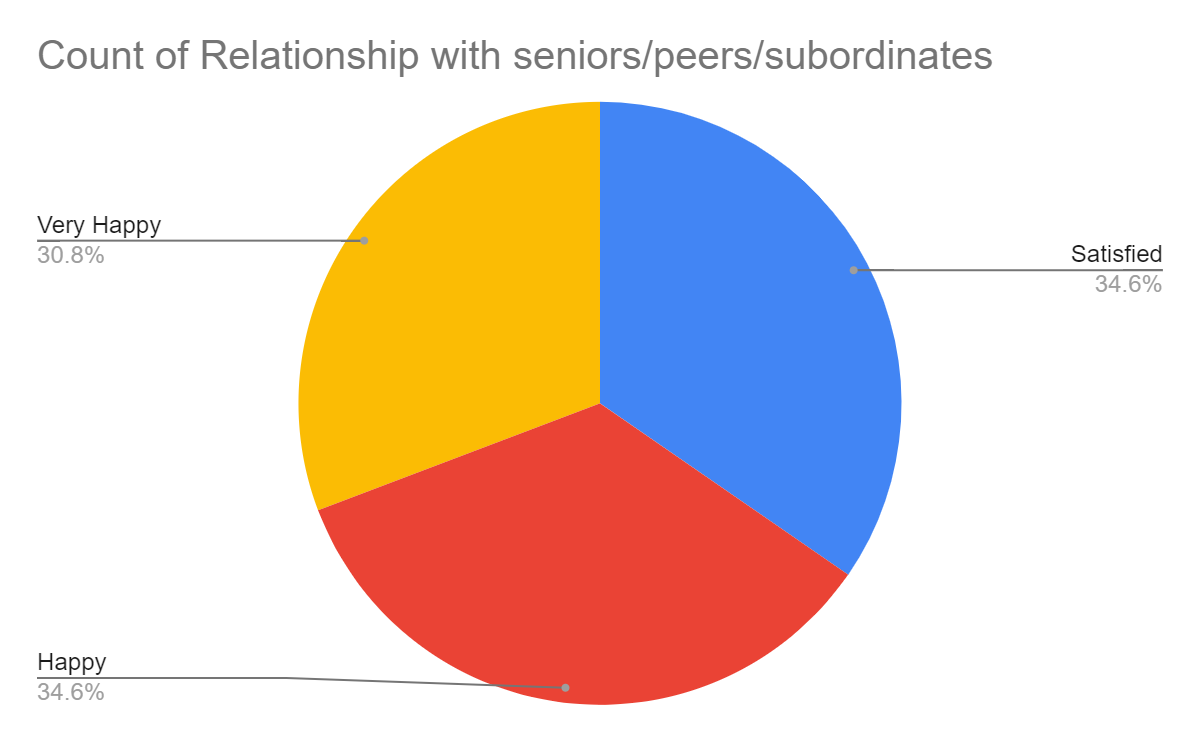 Count of Relationship with seniors/peers/subordinates
Very Happy
30.8%
Satisfied
34.6%
Happy
34.6%